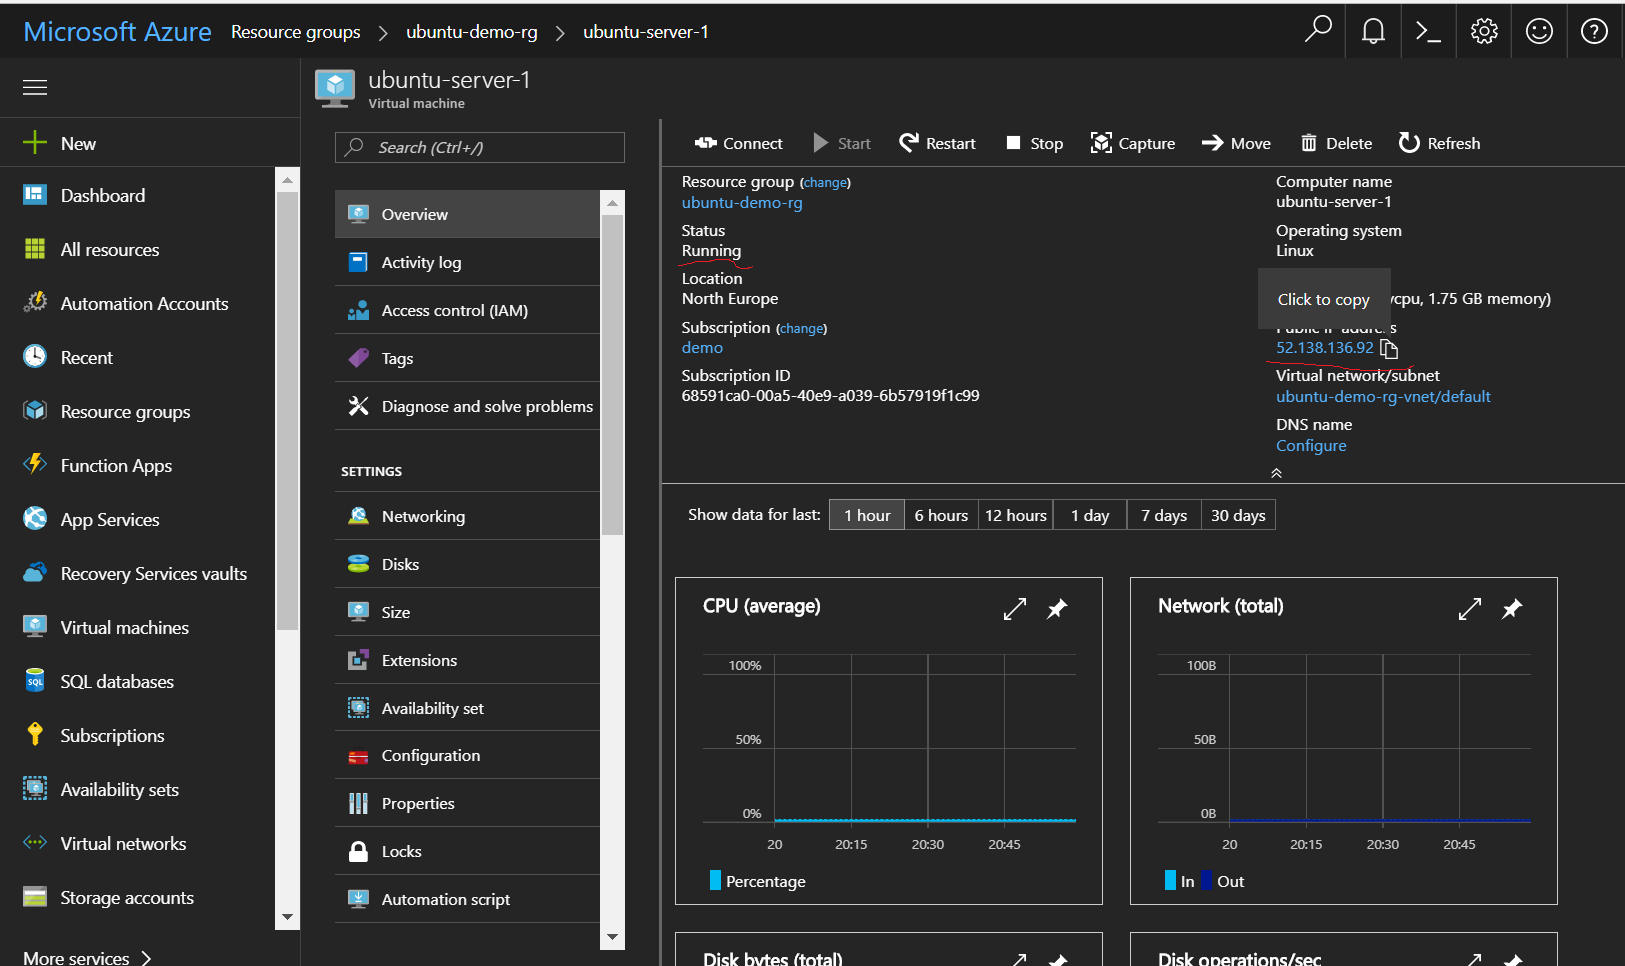 Microsoft Azure Resource groups > ubuntu-demo-rg > ubuntu-server-1
ubuntu-server-1
Virtual machine
New
Dashboard
All resources
Automation Accounts
Recent
Resource groups
Function Apps
App Services
Recovery Services vaults
Virtual machines
SQL databases
Subscriptions
Availability sets
Virtual networks
Storage accounts
More services >
Search (Ctrl+/)
Overview
Activity log
Access control (IAM)
Tags
Diagnose and solve problems
SETTINGS
Networking
Disks
Size
Extensions
Availability set
Configuration
Properties
Locks
Automation script
Connect Start Restart Stop Capture Move Delete Refresh
Resource group (change)
ubuntu-demo-rg
Status
Running
Location
North Europe
Subscription (change)
demo
Subscription ID
68591ca0-00a5-40e9-a039-6b57919f1c99
Computer name
ubuntu-server-1
Operating system
Linux
Click to copy
vcpu, 1.75 GB memory)
Public IP address
52.138.136.92
Virtual network/subnet
ubuntu-demo-rg-vnet/default
DNS name
Configure
Show data for last: 1 hour 6 hours 12 hours 1 day 7 days 30 days
CPU (average)
100%
50%
0%
20 20:15 20:30 20:45
Percentage
Network (total)
100B
50B
0B
20 20:15 20:30 20:45
In Out
Disk bytes (total)
Disk operations/sec